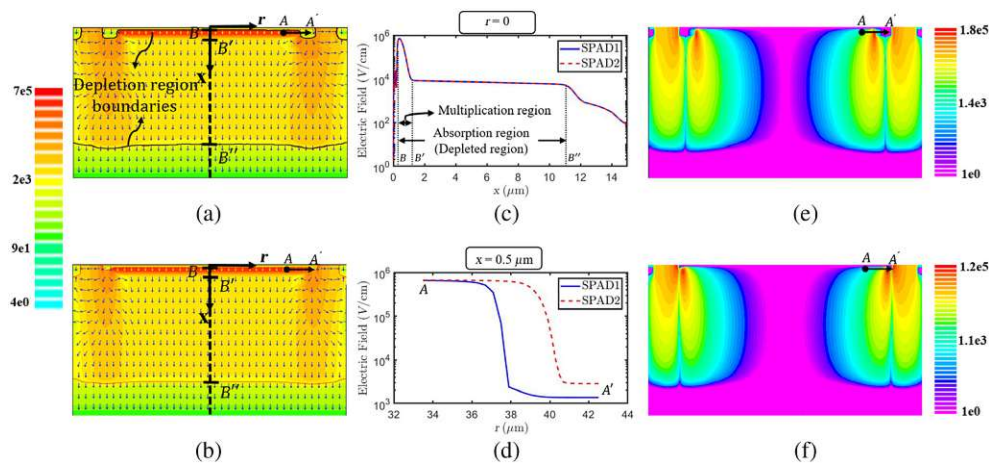 r
A
A′
B
B′
x
Depletion region
boundaries
B′′
7e5
2e3
9e1
4e0
(a)
r = 0
Electric Field (V/cm)
10^6
10^4
10^2
10^0
SPAD1
SPAD2
Multiplication region
Absorption region
(Depleted region)
B
B′
B′′
0 2 4 6 8 10 12 14
x (μm)
(c)
A
A′
1.8e5
1.4e3
1e0
(e)
r
A
A′
B
B′
x
B′′
(b)
x = 0.5 μm
Electric Field (V/cm)
10^6
10^5
10^4
10^3
SPAD1
SPAD2
A
A′
32 34 36 38 40 42 44
r (μm)
(d)
A
A′
1.2e5
1.1e3
1e0
(f)